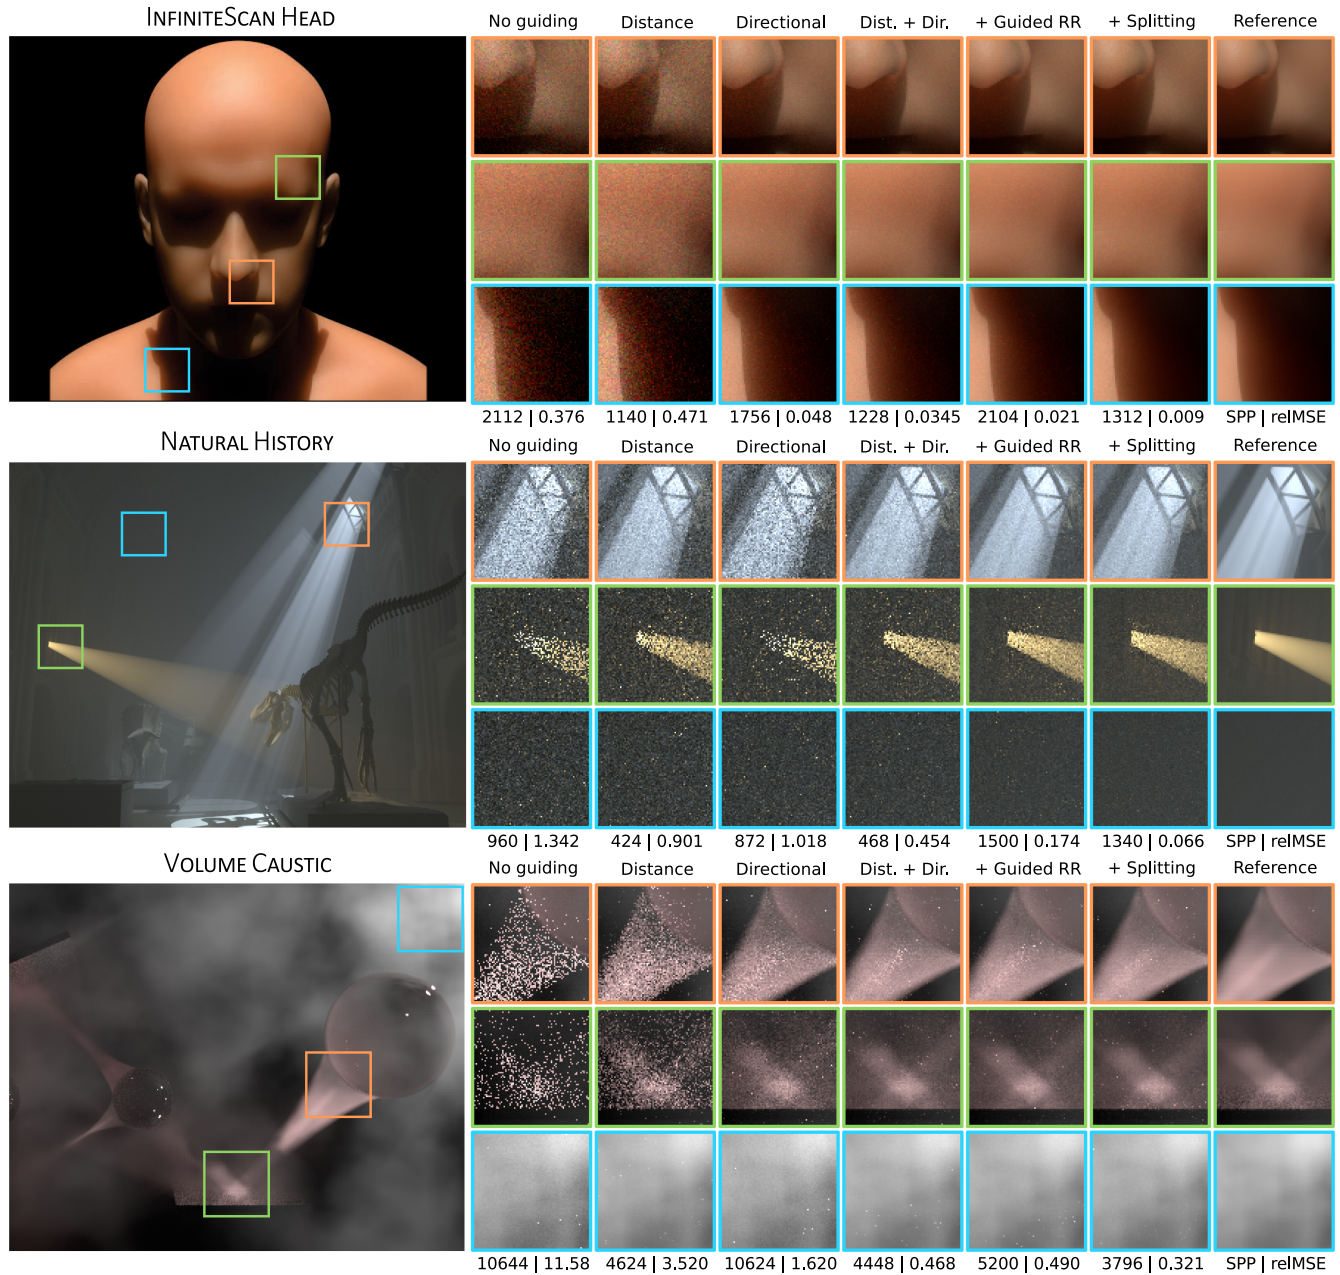 INFINITESCAN HEAD
No guiding Distance Directional Dist. + Dir. + Guided RR + Splitting Reference
2112 | 0.376 1140 | 0.471 1756 | 0.048 1228 | 0.0345 2104 | 0.021 1312 | 0.009 SPP | relMSE
NATURAL HISTORY
No guiding Distance Directional Dist. + Dir. + Guided RR + Splitting Reference
960 | 1.342 424 | 0.901 872 | 1.018 468 | 0.454 1500 | 0.174 1340 | 0.066 SPP | relMSE
VOLUME CAUSTIC
No guiding Distance Directional Dist. + Dir. + Guided RR + Splitting Reference
10644 | 11.58 4624 | 3.520 10624 | 1.620 4448 | 0.468 5200 | 0.490 3796 | 0.321 SPP | relMSE